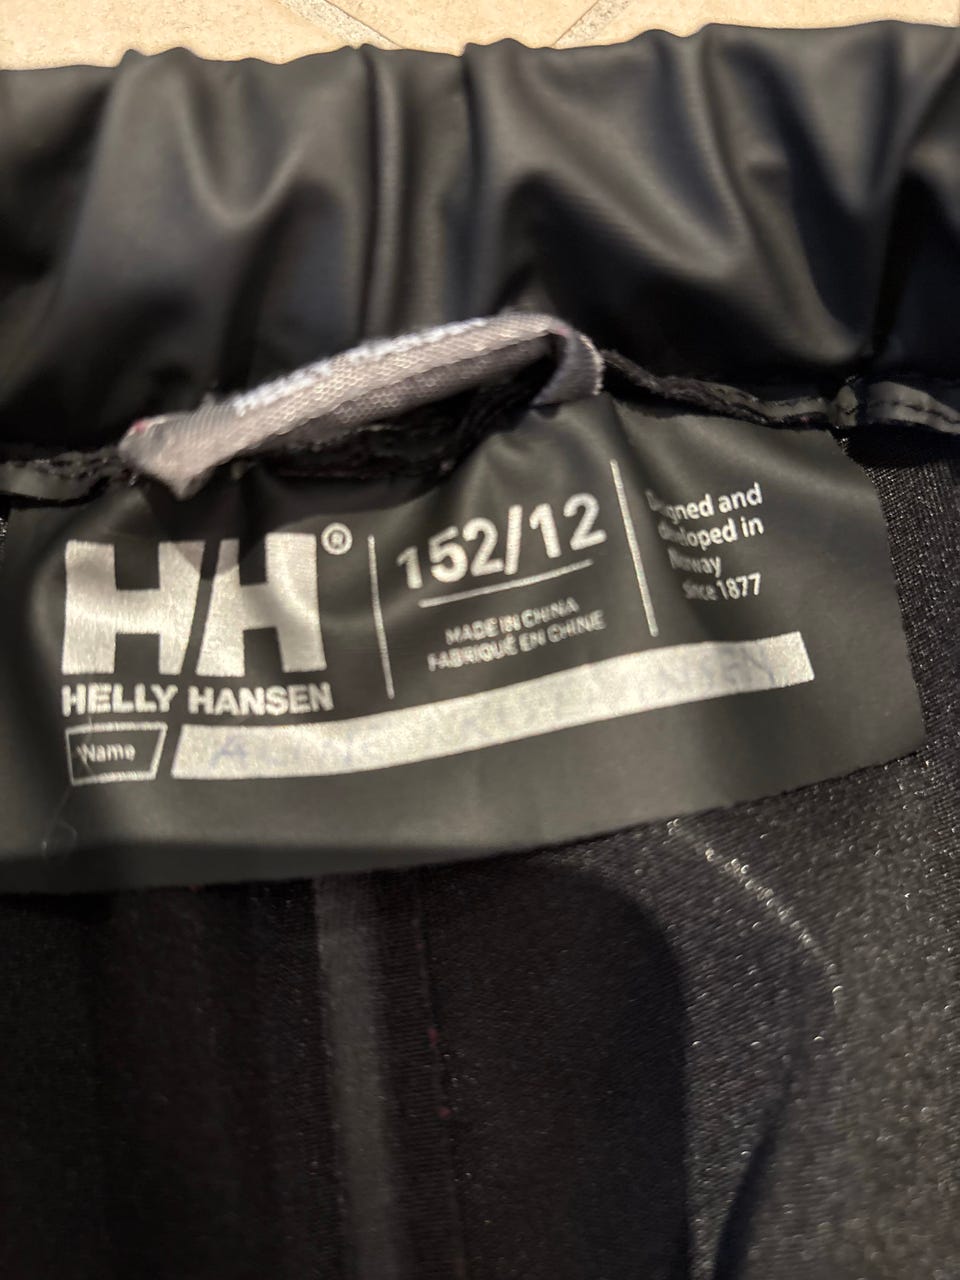 HH®
HELLY HANSEN
152/12
MADE IN CHINA
FABRIQUÉ EN CHINE
Designed and
developed in
Norway
since 1877
Name